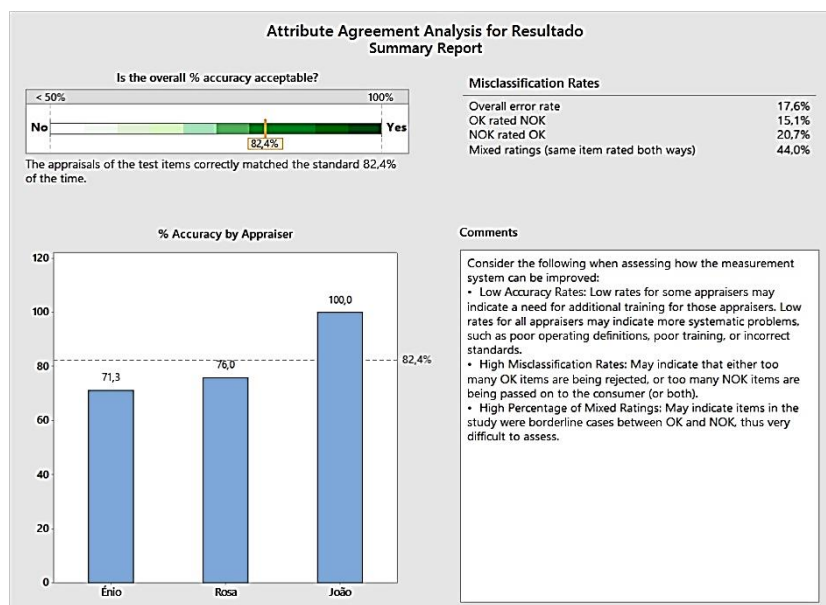 Attribute Agreement Analysis for Resultado
Summary Report
Is the overall % accuracy acceptable?
< 50% 100%
No Yes
82,4%
The appraisals of the test items correctly matched the standard 82,4%
of the time.
Misclassification Rates
Overall error rate 17,6%
OK rated NOK 15,1%
NOK rated OK 20,7%
Mixed ratings (same item rated both ways) 44,0%
% Accuracy by Appraiser
120
100
80
60
40
20
0
71,3
76,0
100,0
82,4%
Énio
Rosa
João
Comments
Consider the following when assessing how the measurement
system can be improved:
• Low Accuracy Rates: Low rates for some appraisers may
indicate a need for additional training for those appraisers. Low
rates for all appraisers may indicate more systematic problems,
such as poor operating definitions, poor training, or incorrect
standards.
• High Misclassification Rates: May indicate that either too
many OK items are being rejected, or too many NOK items are
being passed on to the consumer (or both).
• High Percentage of Mixed Ratings: May indicate items in the
study were borderline cases between OK and NOK, thus very
difficult to assess.